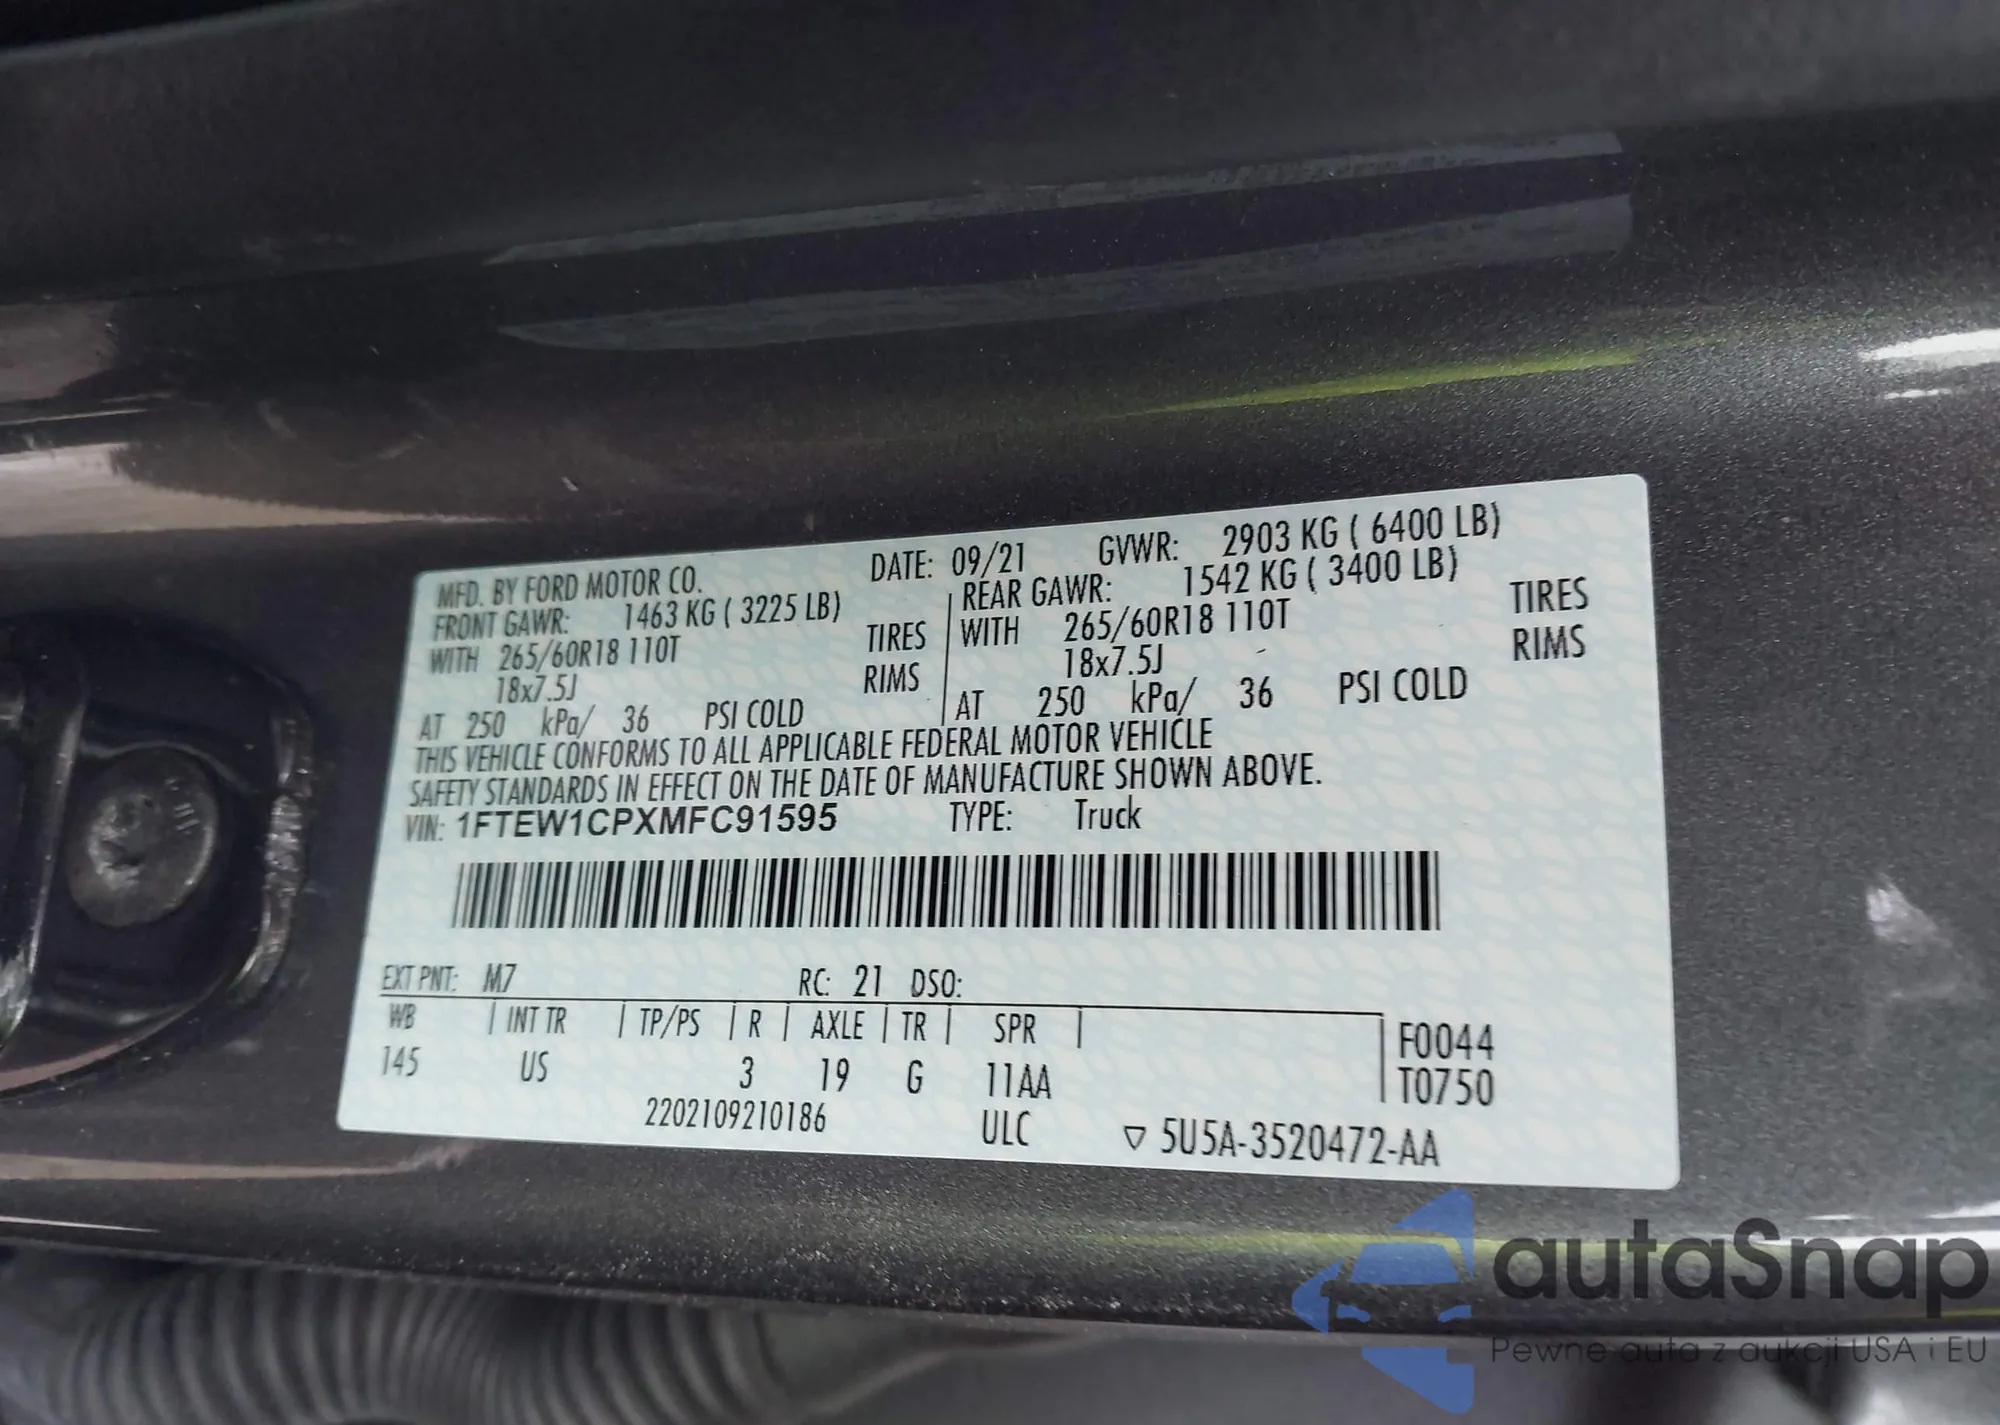 MFD. BY FORD MOTOR CO. DATE: 09/21 GVWR: 2903 KG ( 6400 LB)
FRONT GAWR: 1463 KG ( 3225 LB) REAR GAWR: 1542 KG ( 3400 LB)
WITH 265/60R18 110T TIRES WITH 265/60R18 110T TIRES
18x7.5J RIMS 18x7.5J RIMS
AT 250 kPa/ 36 PSI COLD AT 250 kPa/ 36 PSI COLD
THIS VEHICLE CONFORMS TO ALL APPLICABLE FEDERAL MOTOR VEHICLE
SAFETY STANDARDS IN EFFECT ON THE DATE OF MANUFACTURE SHOWN ABOVE.
VIN: 1FTEW1CPXMFC91595 TYPE: Truck
EXT PNT: M7 RC: 21 DSO:
WB INT TR TP/PS R AXLE TR SPR F0044
145 US 3 19 G 11AA T0750
2202109210186 ULC ▽ 5U5A-3520472-AA
autaSnap
Pewne auta z aukcji USA i EU